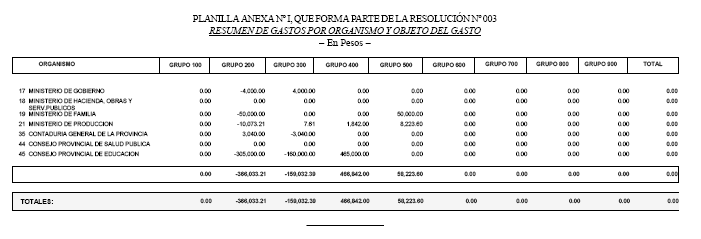 PLANILLA ANEXA Nº I, QUE FORMA PARTE DE LA RESOLUCIÓN Nº 003
RESUMEN DE GASTOS POR ORGANISMO Y OBJETO DEL GASTO
– En Pesos –
ORGANISMO GRUPO 100 GRUPO 200 GRUPO 300 GRUPO 400 GRUPO 500 GRUPO 600 GRUPO 700 GRUPO 800 GRUPO 900 TOTAL
17 MINISTERIO DE GOBIERNO 0.00 -4,000.00 4,000.00 0.00 0.00 0.00 0.00 0.00 0.00 0.00
18 MINISTERIO DE HACIENDA, OBRAS Y 0.00 0.00 0.00 0.00 0.00 0.00 0.00 0.00 0.00 0.00
SERV.PUBLICOS
19 MINISTERIO DE FAMILIA 0.00 -50,000.00 0.00 0.00 50,000.00 0.00 0.00 0.00 0.00 0.00
21 MINISTERIO DE PRODUCCION 0.00 -10,073.21 7.61 1,842.00 8,223.60 0.00 0.00 0.00 0.00 0.00
35 CONTADURIA GENERAL DE LA PROVINCIA 0.00 3,040.00 -3,040.00 0.00 0.00 0.00 0.00 0.00 0.00 0.00
44 CONSEJO PROVINCIAL DE SALUD PUBLICA 0.00 0.00 0.00 0.00 0.00 0.00 0.00 0.00 0.00 0.00
45 CONSEJO PROVINCIAL DE EDUCACION 0.00 -305,000.00 -160,000.00 465,000.00 0.00 0.00 0.00 0.00 0.00 0.00
0.00 -366,033.21 -159,032.39 466,842.00 58,223.60 0.00 0.00 0.00 0.00 0.00
TOTALES: 0.00 -366,033.21 -159,032.39 466,842.00 58,223.60 0.00 0.00 0.00 0.00 0.00